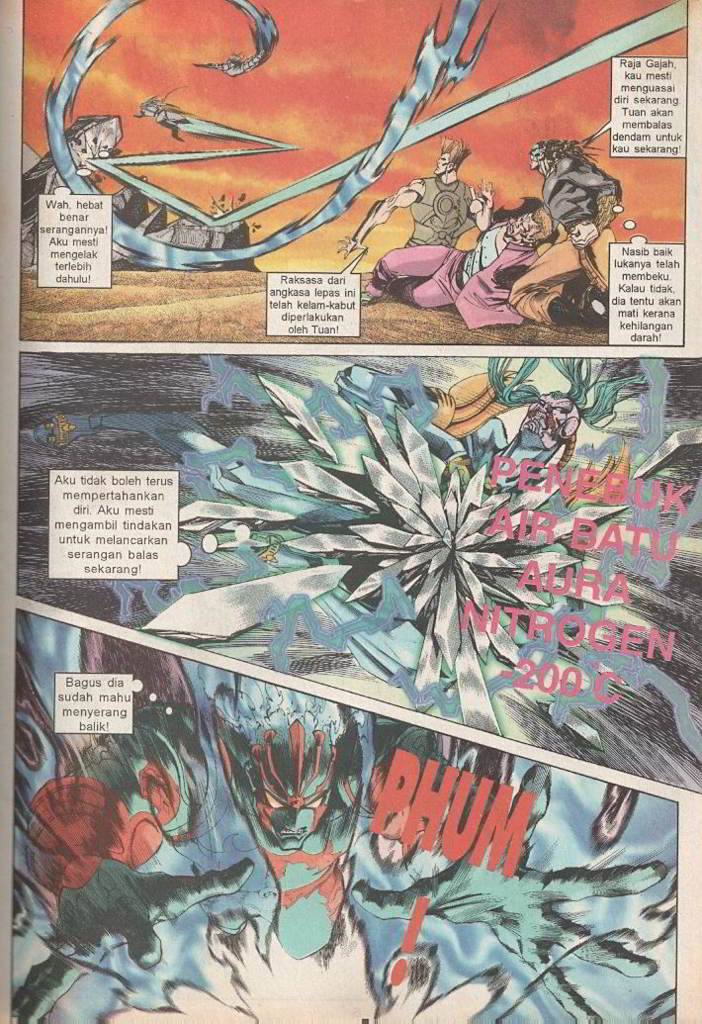 Raja Gajah,
kau mesti
menguasai
diri sekarang.
Tuan akan
membalas
dendam untuk
kau sekarang!
Wah, hebat
benar
serangannya!
Aku mesti
mengelak
terlebih
dahulu!
Raksasa dari
angkasa lepas ini
telah kelam-kabut
diperlakukan
oleh Tuan!
Nasib baik
lukanya telah
membeku.
Kalau tidak,
dia tentu akan
mati kerana
kehilangan
darah!
Aku tidak boleh terus
mempertahankan
diri. Aku mesti
mengambil tindakan
untuk melancarkan
serangan balas
sekarang!
PENEBUK
AIR BATU
AURA
NITROGEN
-200 C
Bagus dia
sudah mahu
menyerang
balik!
PHUM
!